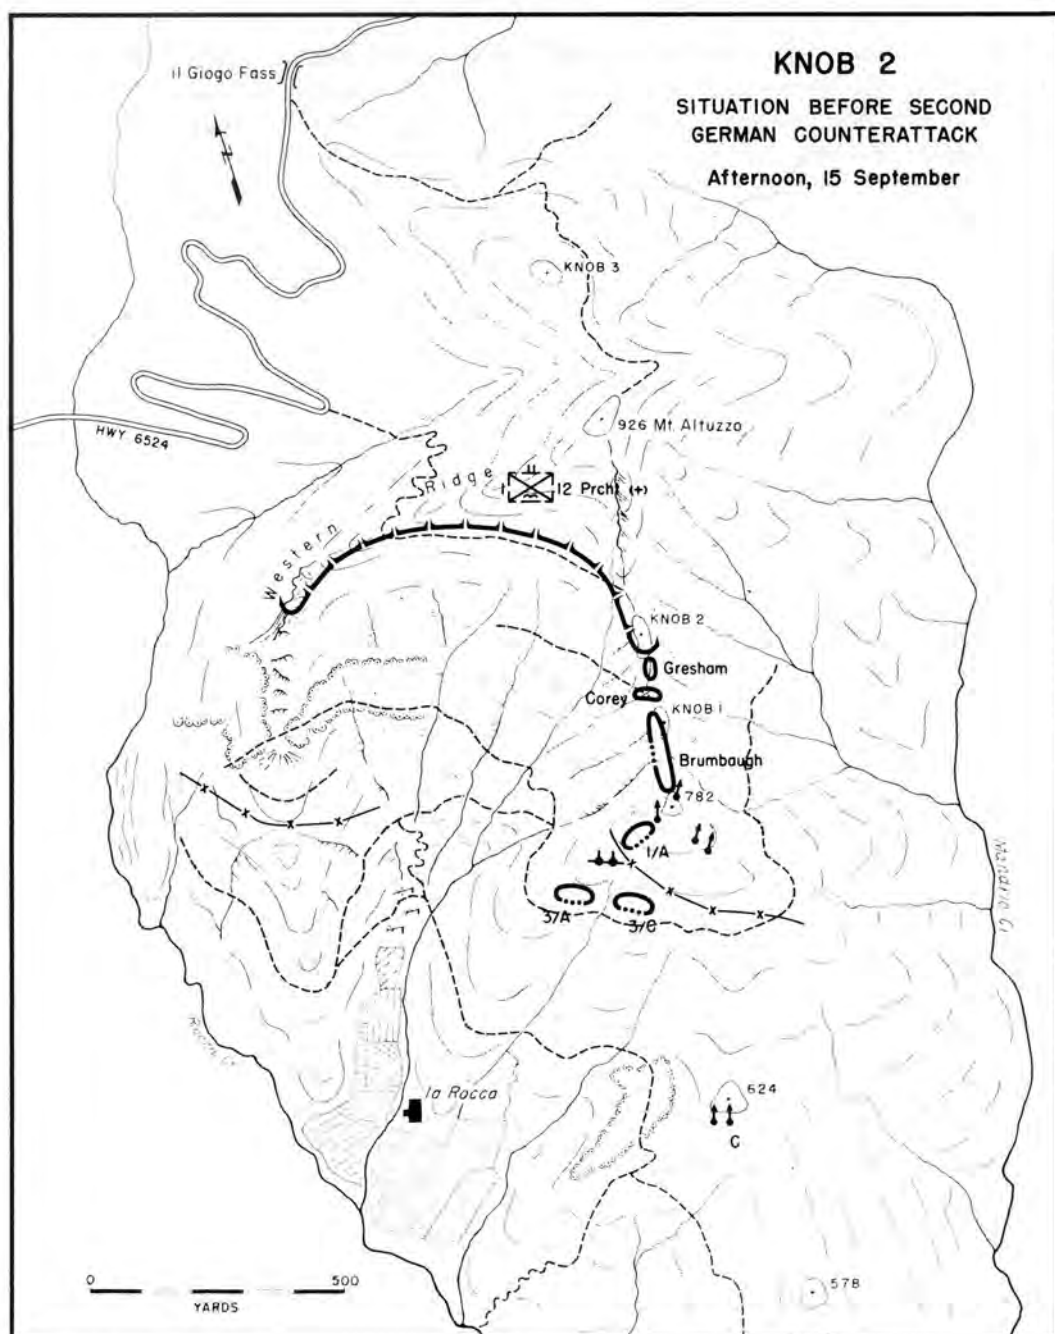 KNOB 2
SITUATION BEFORE SECOND
GERMAN COUNTERATTACK
Afternoon, 15 September
il Giogo Pass
N
KNOB 3
926 Mt. Altuzzo
HWY 6524
Western Ridge
II
I 12 Prcht (+)
KNOB 2
Gresham
Corey
KNOB 1
Brumbaugh
782
1/A
3/A
3/C
la Rocca
624
C
578
0 500
YARDS